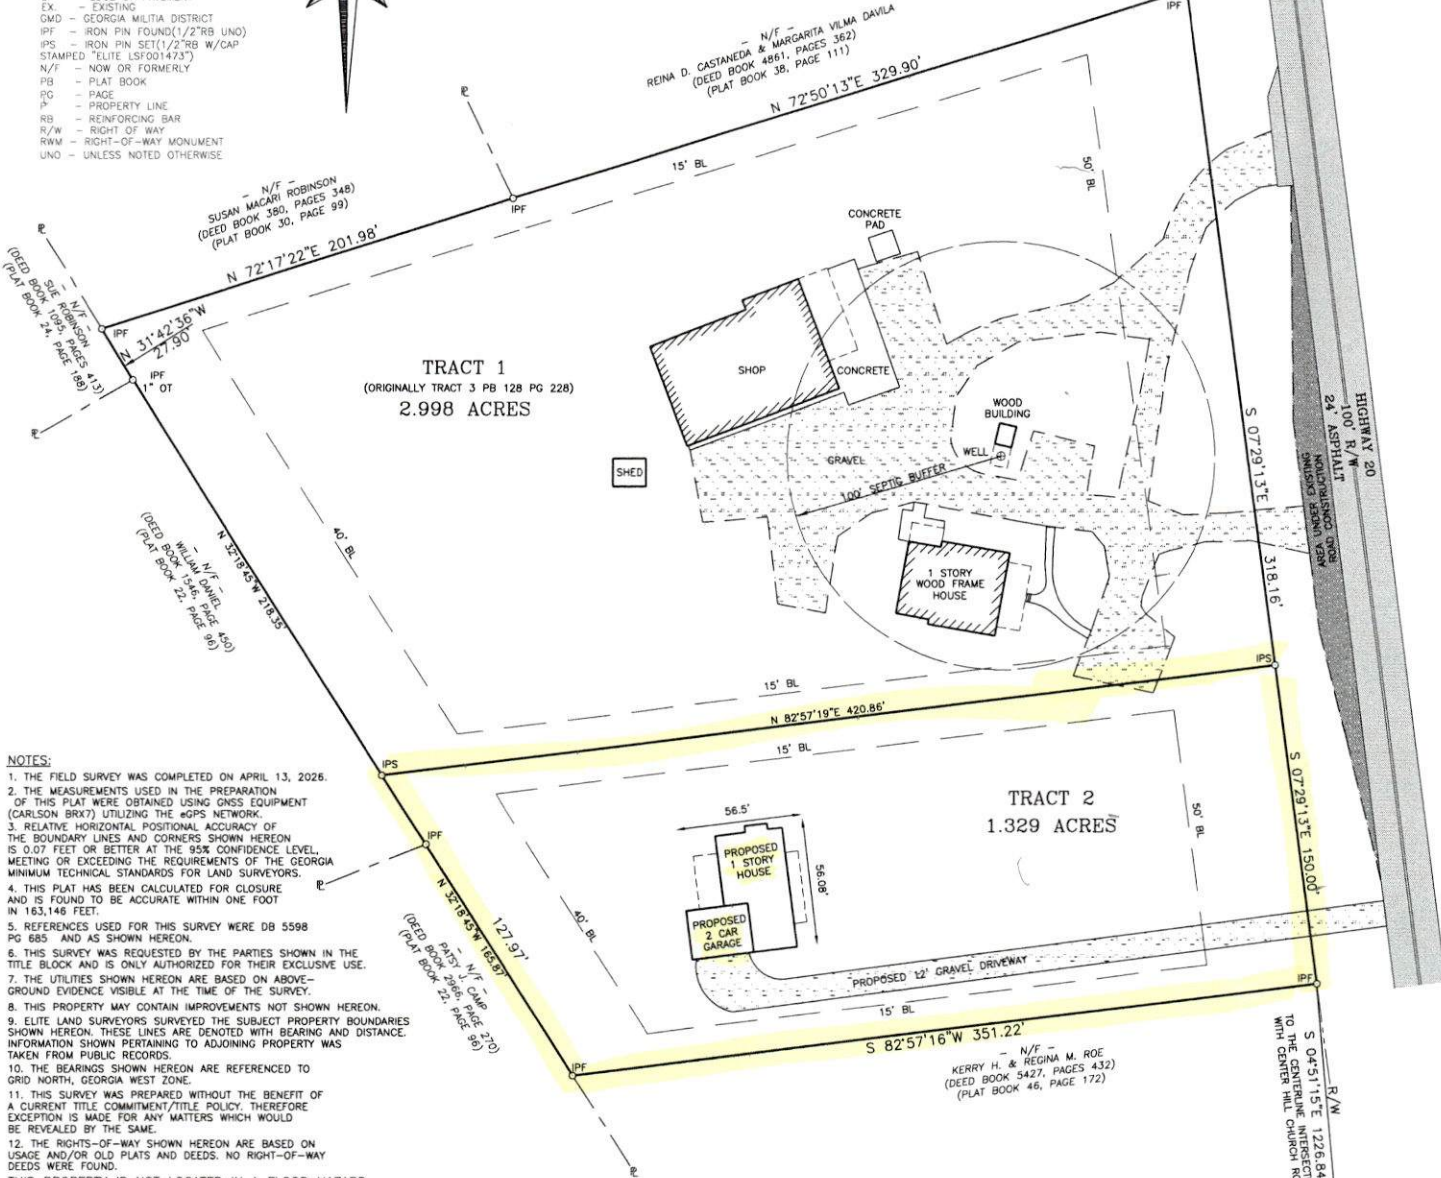 EX. - EXISTING
GMD - GEORGIA MILITIA DISTRICT
IPF - IRON PIN FOUND(1/2"RB UNO)
IPS - IRON PIN SET(1/2"RB W/CAP
STAMPED "ELITE LSF001473")
N/F - NOW OR FORMERLY
PB - PLAT BOOK
PG - PAGE
P - PROPERTY LINE
RB - REINFORCING BAR
R/W - RIGHT OF WAY
RWM - RIGHT-OF-WAY MONUMENT
UNO - UNLESS NOTED OTHERWISE
- N/F -
REINA D. CASTANEDA & MARGARITA VILMA DAVILA
(DEED BOOK 4861, PAGES 362)
(PLAT BOOK 38, PAGE 111)
IPF
N 72°50'13"E 329.90'
15' BL
50' BL
- N/F -
SUSAN MACARI ROBINSON
(DEED BOOK 380, PAGES 348)
(PLAT BOOK 30, PAGE 99)
IPF
N 72°17'22"E 201.98'
- N/F -
SUE ROBINSON
(DEED BOOK 1095, PAGES 413)
(PLAT BOOK 24, PAGE 188)
IPF
N 31°42'36"W
27.90'
IPF
1" OT
TRACT 1
(ORIGINALLY TRACT 3 PB 128 PG 228)
2.998 ACRES
CONCRETE
PAD
SHOP
CONCRETE
WOOD
BUILDING
WELL
GRAVEL
100' SEPTIC BUFFER
SHED
1 STORY
WOOD FRAME
HOUSE
HIGHWAY 20
100' R/W
24' ASPHALT
AREA UNDER EXISTING
ROAD CONSTRUCTION
S 07°29'13"E 318.16'
40' BL
N 32°18'45"W 218.35'
- N/F -
WILLIAM DANIEL
(DEED BOOK 1546, PAGE 450)
(PLAT BOOK 22, PAGE 96)
15' BL
IPS
N 82°57'19"E 420.86'
IPS
15' BL
TRACT 2
1.329 ACRES
50' BL
S 07°29'13"E 150.00'
56.5'
56.08'
PROPOSED
1 STORY
HOUSE
PROPOSED
2 CAR
GARAGE
PROPOSED 12' GRAVEL DRIVEWAY
40' BL
15' BL
IPF
N 32°18'45"W 165.87'
127.97'
- N/F -
PATSY J. CAMP
(DEED BOOK 2966, PAGE 270)
(PLAT BOOK 22, PAGE 96)
IPF
S 82°57'16"W 351.22'
IPF
- N/F -
KERRY H. & REGINA M. ROE
(DEED BOOK 5427, PAGES 432)
(PLAT BOOK 46, PAGE 172)
R/W
S 04°51'15"E 1226.84
TO THE CENTERLINE INTERSECT
WITH CENTER HILL CHURCH
NOTES:
1. THE FIELD SURVEY WAS COMPLETED ON APRIL 13, 2026.
2. THE MEASUREMENTS USED IN THE PREPARATION
OF THIS PLAT WERE OBTAINED USING GNSS EQUIPMENT
(CARLSON BRX7) UTILIZING THE eGPS NETWORK.
3. RELATIVE HORIZONTAL POSITIONAL ACCURACY OF
THE BOUNDARY LINES AND CORNERS SHOWN HEREON
IS 0.07 FEET OR BETTER AT THE 95% CONFIDENCE LEVEL,
MEETING OR EXCEEDING THE REQUIREMENTS OF THE GEORGIA
MINIMUM TECHNICAL STANDARDS FOR LAND SURVEYORS.
4. THIS PLAT HAS BEEN CALCULATED FOR CLOSURE
AND IS FOUND TO BE ACCURATE WITHIN ONE FOOT
IN 163,146 FEET.
5. REFERENCES USED FOR THIS SURVEY WERE DB 5598
PG 685 AND AS SHOWN HEREON.
6. THIS SURVEY WAS REQUESTED BY THE PARTIES SHOWN IN THE
TITLE BLOCK AND IS ONLY AUTHORIZED FOR THEIR EXCLUSIVE USE.
7. THE UTILITIES SHOWN HEREON ARE BASED ON ABOVE-
GROUND EVIDENCE VISIBLE AT THE TIME OF THE SURVEY.
8. THIS PROPERTY MAY CONTAIN IMPROVEMENTS NOT SHOWN HEREON.
9. ELITE LAND SURVEYORS SURVEYED THE SUBJECT PROPERTY BOUNDARIES
SHOWN HEREON. THESE LINES ARE DENOTED WITH BEARING AND DISTANCE.
INFORMATION SHOWN PERTAINING TO ADJOINING PROPERTY WAS
TAKEN FROM PUBLIC RECORDS.
10. THE BEARINGS SHOWN HEREON ARE REFERENCED TO
GRID NORTH, GEORGIA WEST ZONE.
11. THIS SURVEY WAS PREPARED WITHOUT THE BENEFIT OF
A CURRENT TITLE COMMITMENT/TITLE POLICY. THEREFORE
EXCEPTION IS MADE FOR ANY MATTERS WHICH WOULD
BE REVEALED BY THE SAME.
12. THE RIGHTS-OF-WAY SHOWN HEREON ARE BASED ON
USAGE AND/OR OLD PLATS AND DEEDS. NO RIGHT-OF-WAY
DEEDS WERE FOUND.
THIS PROPERTY IS NOT LOCATED IN A FLOOD HAZARD